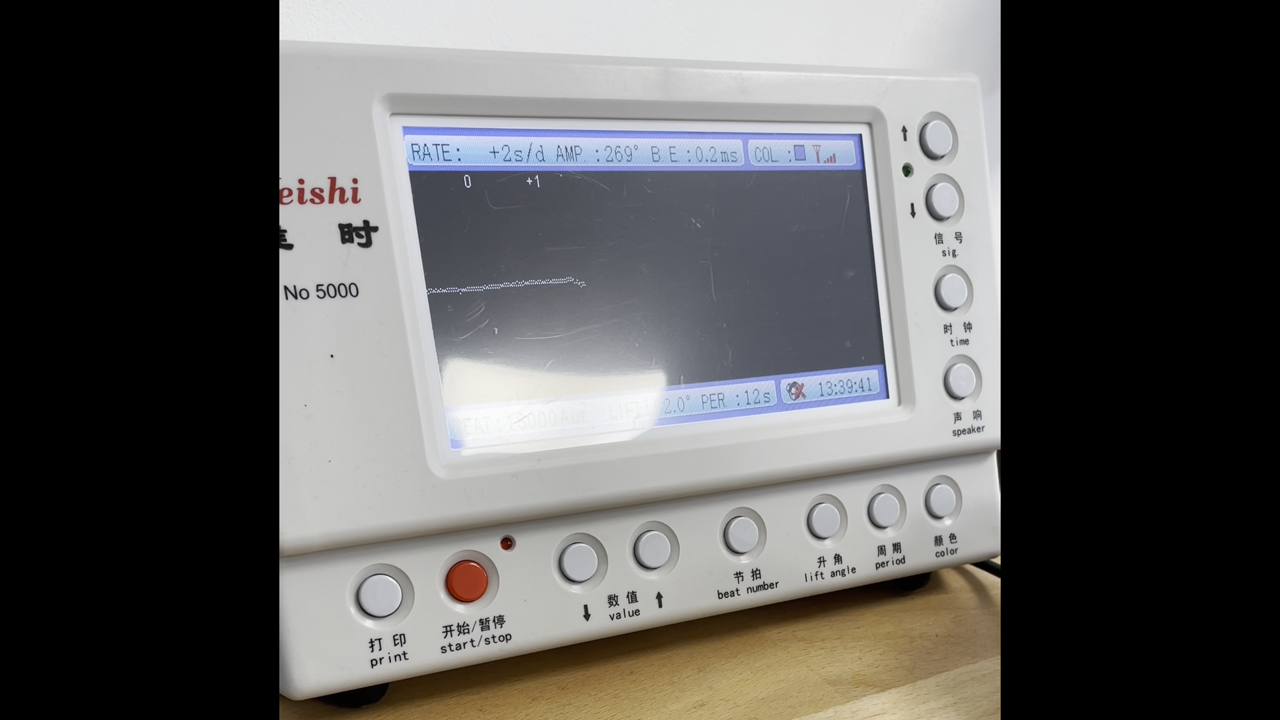 RATE: +2s/d AMP :269° B E :0.2ms COL :
0 +1
eishi
时
No 5000
2.0° PER :12s 13:39:41
信号
sig.
时钟
time
声响
speaker
打印
print
开始/暂停
start/stop
数值
value
节拍
beat number
升角
lift angle
周期
period
颜色
color